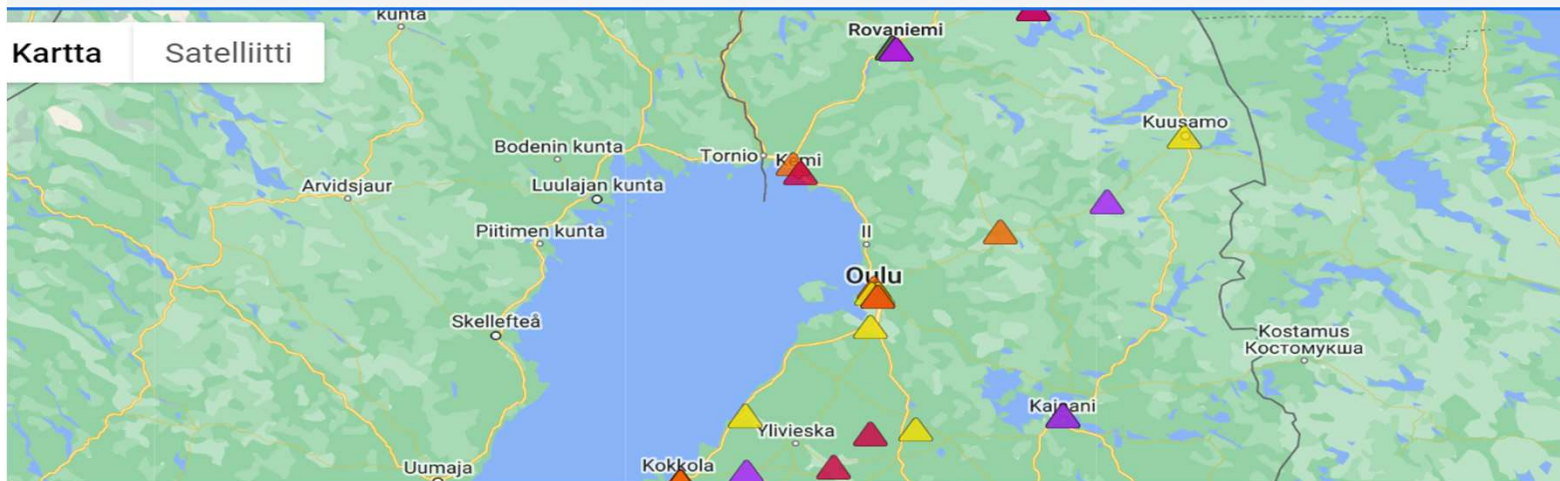 kunta
Rovaniemi
Kartta
Satelliitti
Kuusamo
Bodenin kunta
Tornio
Kemi
Arvidsjaur
Luulajan kunta
Piitimen kunta
II
Oulu
Skellefteå
Kostamus
Костомукша
Kajaani
Ylivieska
Uumaja
Kokkola